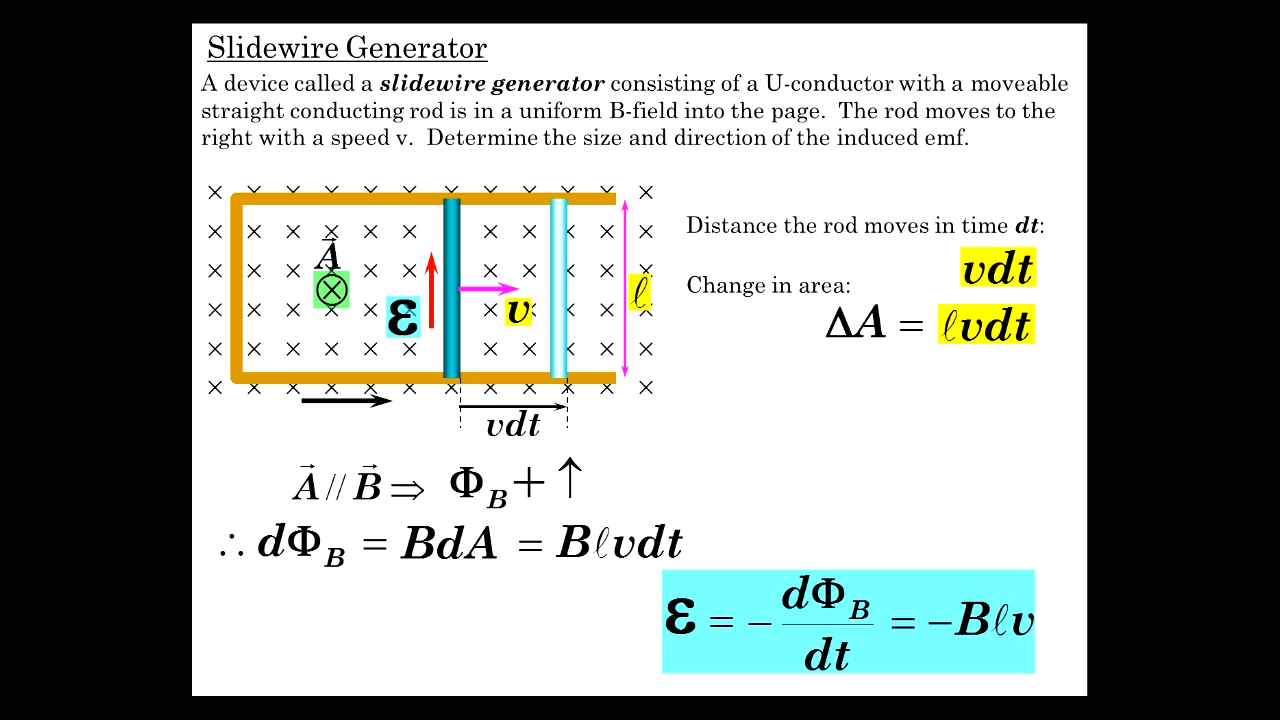 Slidewire Generator
A device called a slidewire generator consisting of a U-conductor with a moveable
straight conducting rod is in a uniform B-field into the page. The rod moves to the
right with a speed v. Determine the size and direction of the induced emf.
Distance the rod moves in time dt:
vdt
Change in area:
ΔA = ℓvdt
A⃗
ε
v
ℓ
vdt
A⃗ // B⃗ ⇒ Φ_B + ↑
∴ dΦ_B = BdA = Bℓvdt
ε = − dΦ_B / dt = −Bℓv